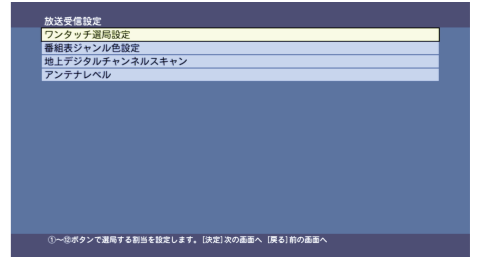 放送受信設定
ワンタッチ選局設定
番組表ジャンル色設定
地上デジタルチャンネルスキャン
アンテナレベル
①～⑫ボタンで選局する割当を設定します。[決定]次の画面へ [戻る]前の画面へ